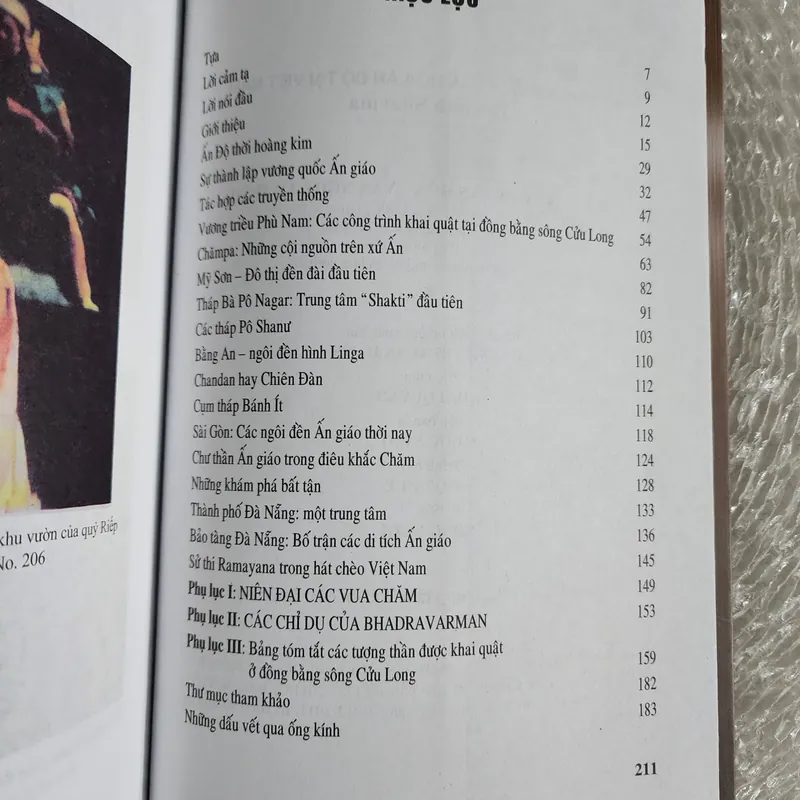 MỤC LỤC
Tựa 7
Lời cảm tạ 9
Lời nói đầu 12
Giới thiệu 15
Ấn Độ thời hoàng kim 29
Sự thành lập vương quốc Ấn giáo 32
Tác hợp các truyền thống 47
Vương triều Phù Nam: Các công trình khai quật tại đồng bằng sông Cửu Long 54
Chămpa: Những cội nguồn trên xứ Ấn 63
Mỹ Sơn – Đô thị đền đài đầu tiên 82
Tháp Bà Pô Nagar: Trung tâm “Shakti” đầu tiên 91
Các tháp Pô Shanư 103
Bằng An – ngôi đền hình Linga 110
Chandan hay Chiên Đàn 112
Cụm tháp Bánh Ít 114
Sài Gòn: Các ngôi đền Ấn giáo thời nay 118
Chư thần Ấn giáo trong điêu khắc Chăm 124
Những khám phá bất tận 128
Thành phố Đà Nẵng: một trung tâm 133
Bảo tàng Đà Nẵng: Bố trận các di tích Ấn giáo 136
Sử thi Ramayana trong hát chèo Việt Nam 145
Phụ lục I: NIÊN ĐẠI CÁC VUA CHĂM 149
Phụ lục II: CÁC CHỈ DỤ CỦA BHADRAVARMAN 153
Phụ lục III: Bảng tóm tắt các tượng thần được khai quật
ở đồng bằng sông Cửu Long 159
Thư mục tham khảo 182
Những dấu vết qua ống kính 183
211
khu vườn của quỷ Riếp
No. 206